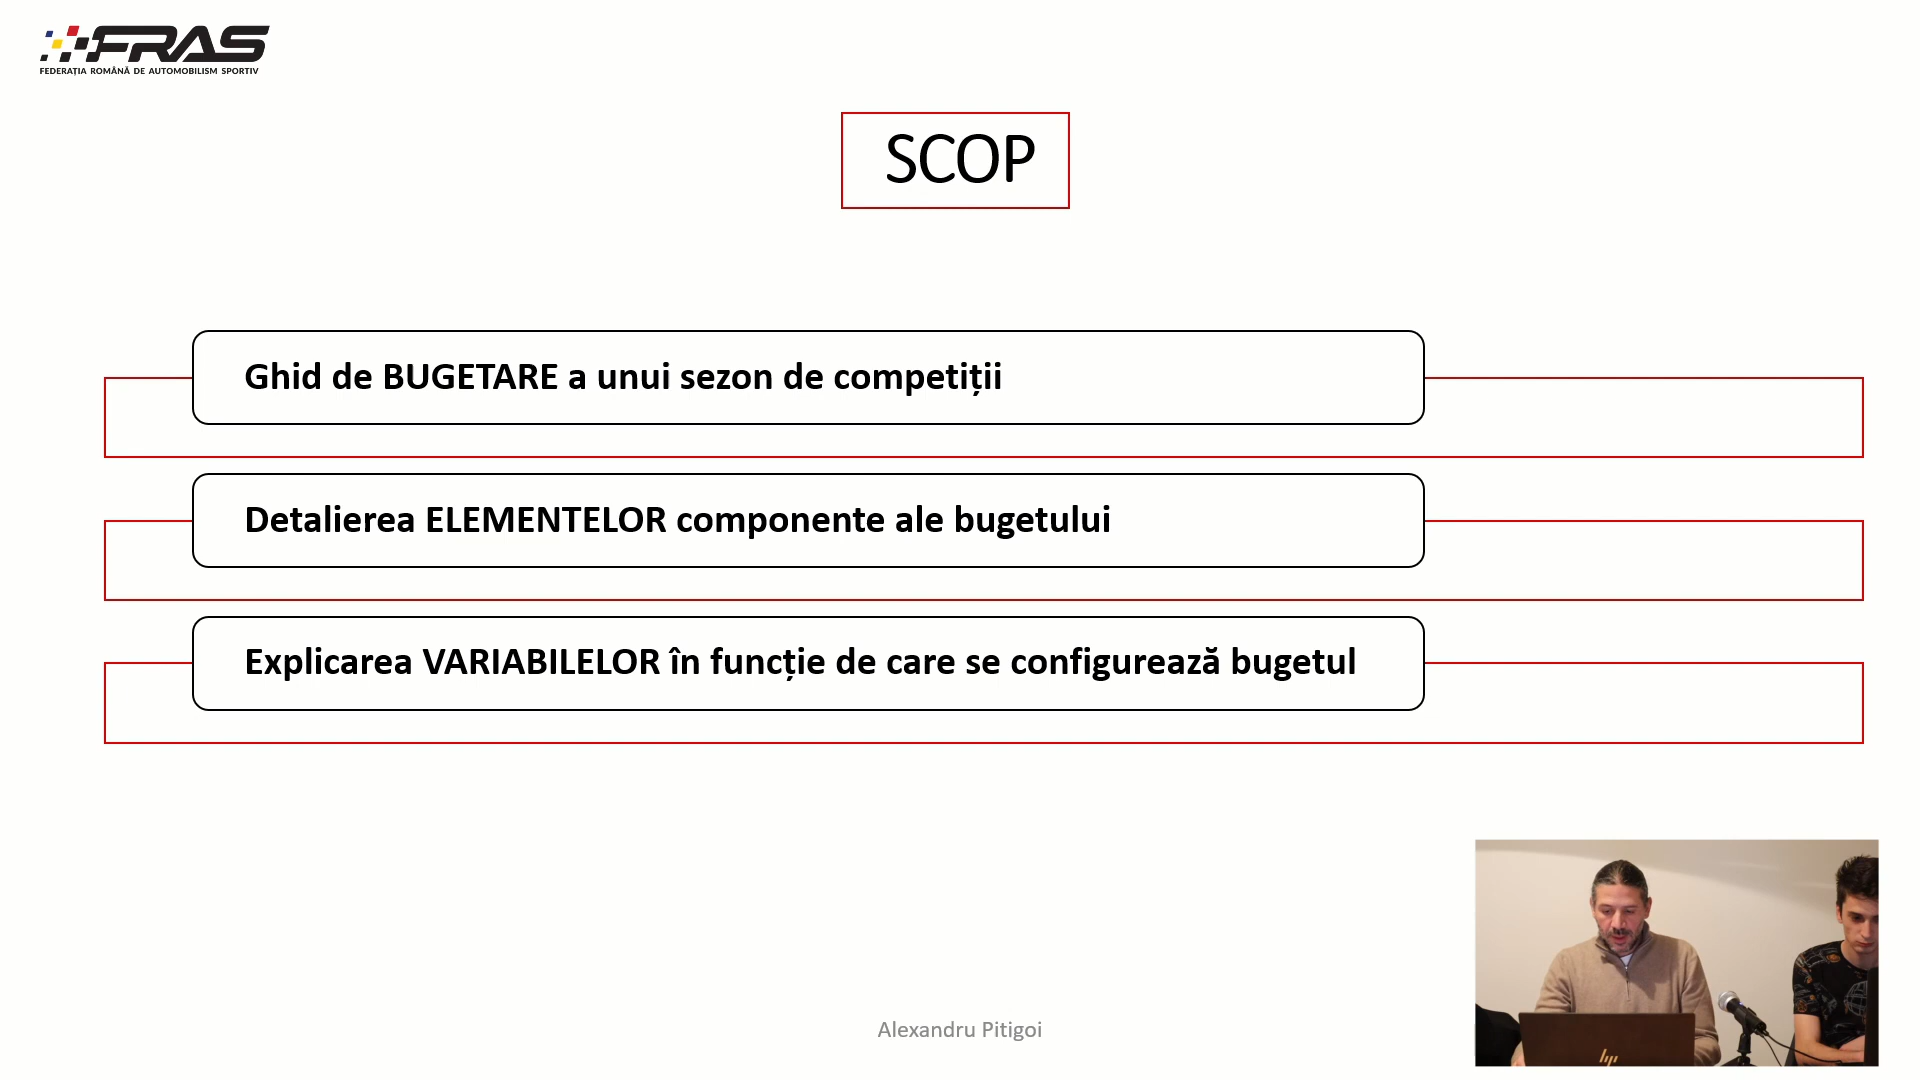 FRAS
FEDERAȚIA ROMÂNĂ DE AUTOMOBILISM SPORTIV
SCOP
Ghid de BUGETARE a unui sezon de competiții
Detalierea ELEMENTELOR componente ale bugetului
Explicarea VARIABILELOR în funcție de care se configurează bugetul
Alexandru Pitigoi
hp